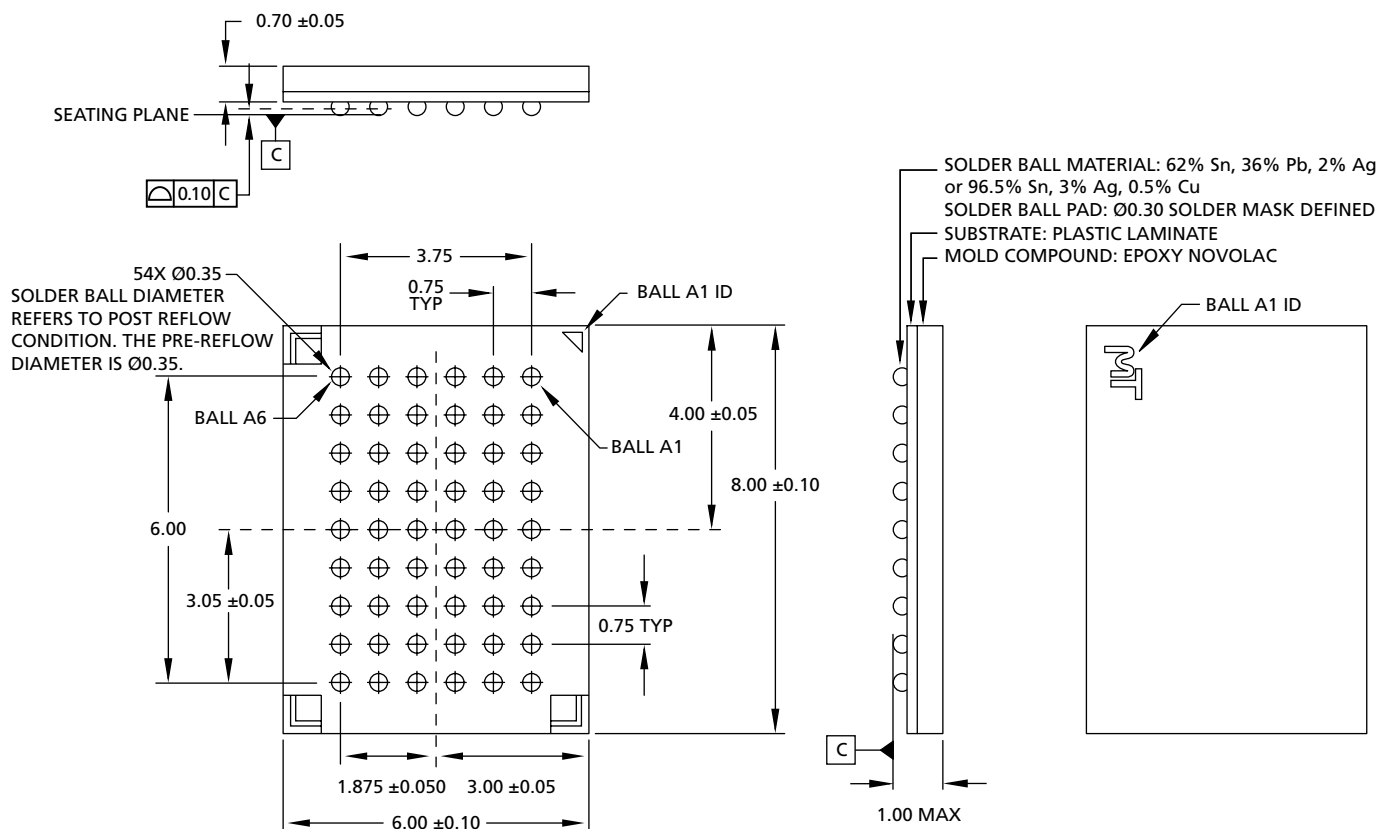 0.70 ±0.05
SEATING PLANE
C
0.10 C
SOLDER BALL MATERIAL: 62% Sn, 36% Pb, 2% Ag
or 96.5% Sn, 3% Ag, 0.5% Cu
SOLDER BALL PAD: Ø0.30 SOLDER MASK DEFINED
SUBSTRATE: PLASTIC LAMINATE
MOLD COMPOUND: EPOXY NOVOLAC
3.75
54X Ø0.35
SOLDER BALL DIAMETER
REFERS TO POST REFLOW
CONDITION. THE PRE-REFLOW
DIAMETER IS Ø0.35.
0.75
TYP
BALL A1 ID
BALL A1 ID
BALL A6
4.00 ±0.05
BALL A1
8.00 ±0.10
6.00
3.05 ±0.05
0.75 TYP
C
1.875 ±0.050
3.00 ±0.05
1.00 MAX
6.00 ±0.10